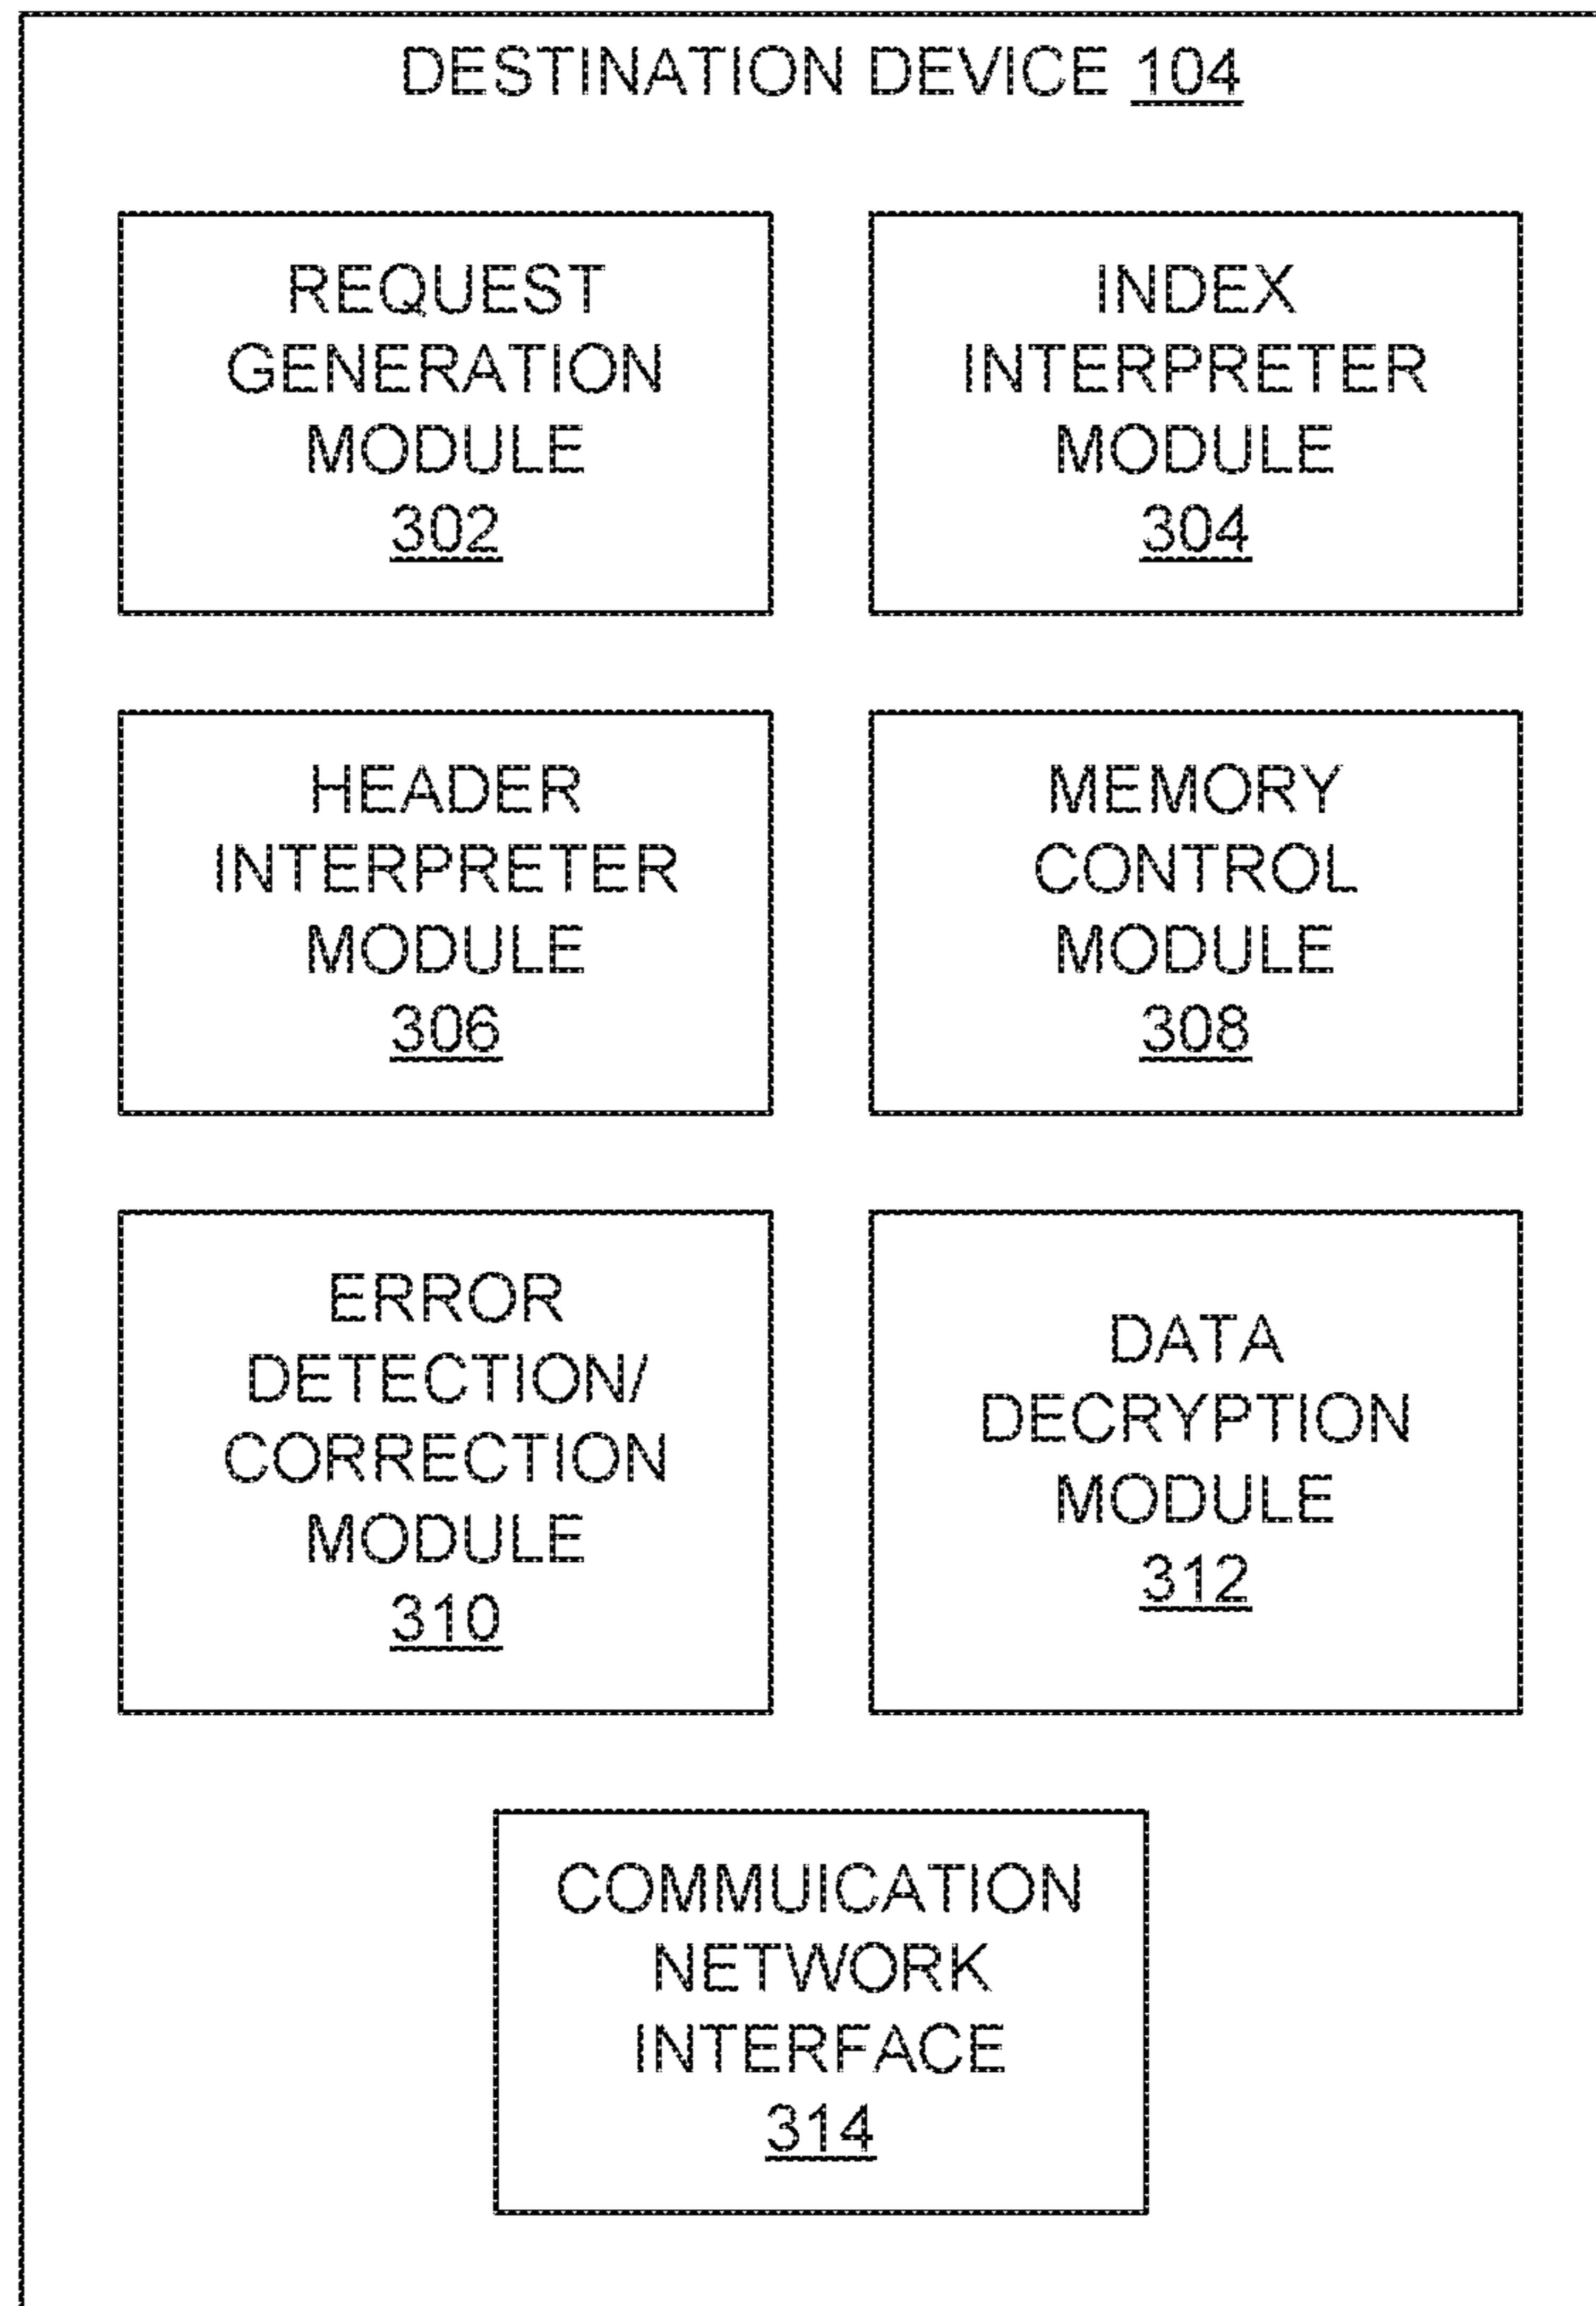 DESTINATION DEVICE 104
REQUEST
GENERATION
MODULE
302
INDEX
INTERPRETER
MODULE
304
HEADER
INTERPRETER
MODULE
306
MEMORY
CONTROL
MODULE
308
ERROR
DETECTION/
CORRECTION
MODULE
310
DATA
DECRYPTION
MODULE
312
COMMUICATION
NETWORK
INTERFACE
314